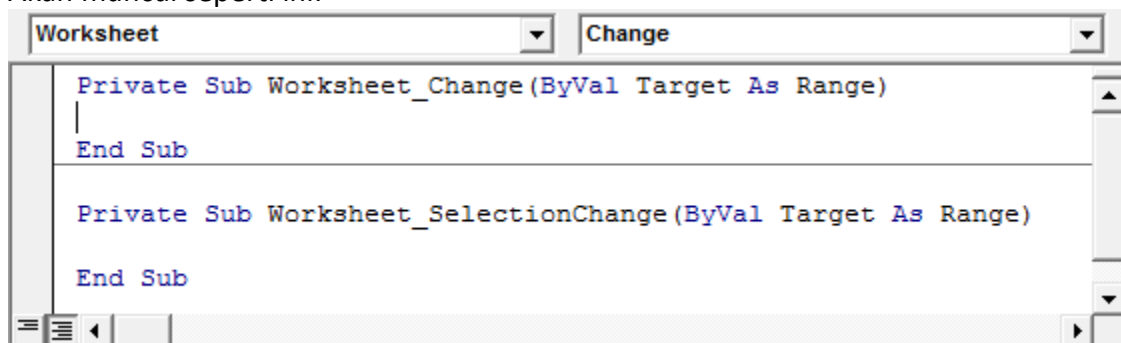 Akan muncul seperti ini:
Worksheet Change
Private Sub Worksheet_Change(ByVal Target As Range)
End Sub
Private Sub Worksheet_SelectionChange(ByVal Target As Range)
End Sub